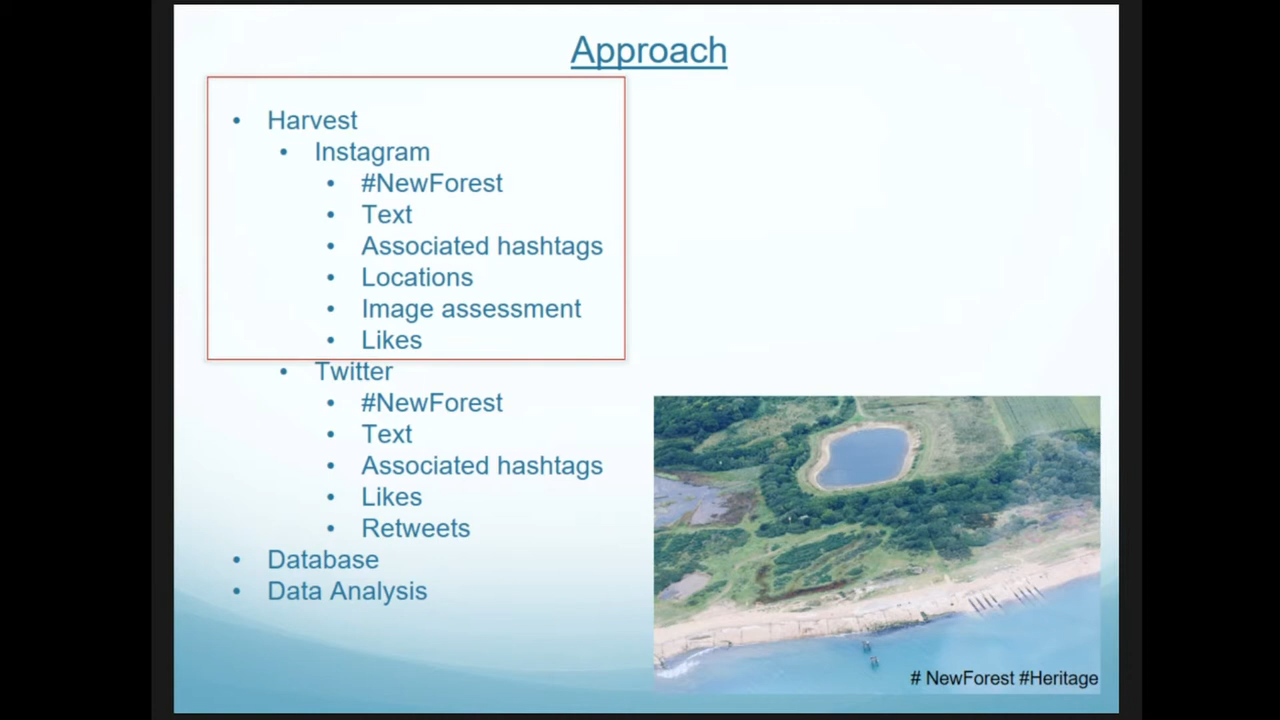 Approach
• Harvest
• Instagram
• #NewForest
• Text
• Associated hashtags
• Locations
• Image assessment
• Likes
• Twitter
• #NewForest
• Text
• Associated hashtags
• Likes
• Retweets
• Database
• Data Analysis
# NewForest #Heritage